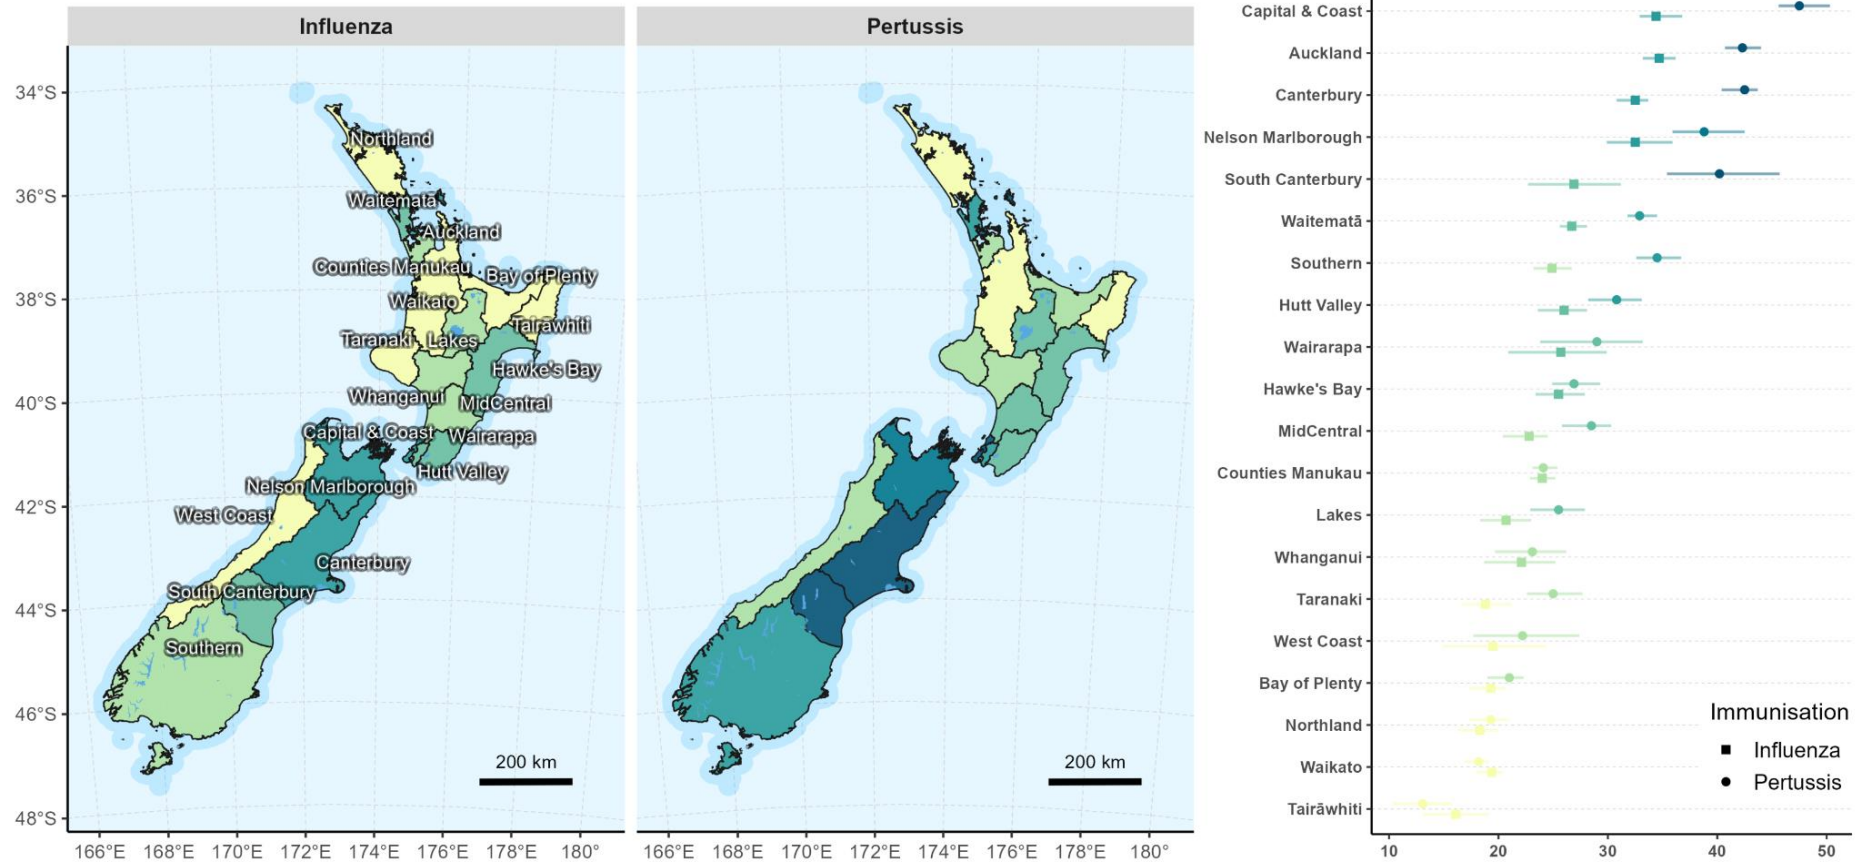 Influenza
Pertussis
34°S
36°S
38°S
40°S
42°S
44°S
46°S
48°S
Northland
Waitematā
Auckland
Counties Manukau
Bay of Plenty
Waikato
Tairāwhiti
Taranaki
Lakes
Hawke's Bay
Whanganui
MidCentral
Capital & Coast
Wairarapa
Hutt Valley
Nelson Marlborough
West Coast
Canterbury
South Canterbury
Southern
200 km
200 km
166°E 168°E 170°E 172°E 174°E 176°E 178°E 180°
166°E 168°E 170°E 172°E 174°E 176°E 178°E 180°
Capital & Coast
Auckland
Canterbury
Nelson Marlborough
South Canterbury
Waitematā
Southern
Hutt Valley
Wairarapa
Hawke's Bay
MidCentral
Counties Manukau
Lakes
Whanganui
Taranaki
West Coast
Bay of Plenty
Northland
Waikato
Tairāwhiti
Immunisation
Influenza
Pertussis
10 20 30 40 50